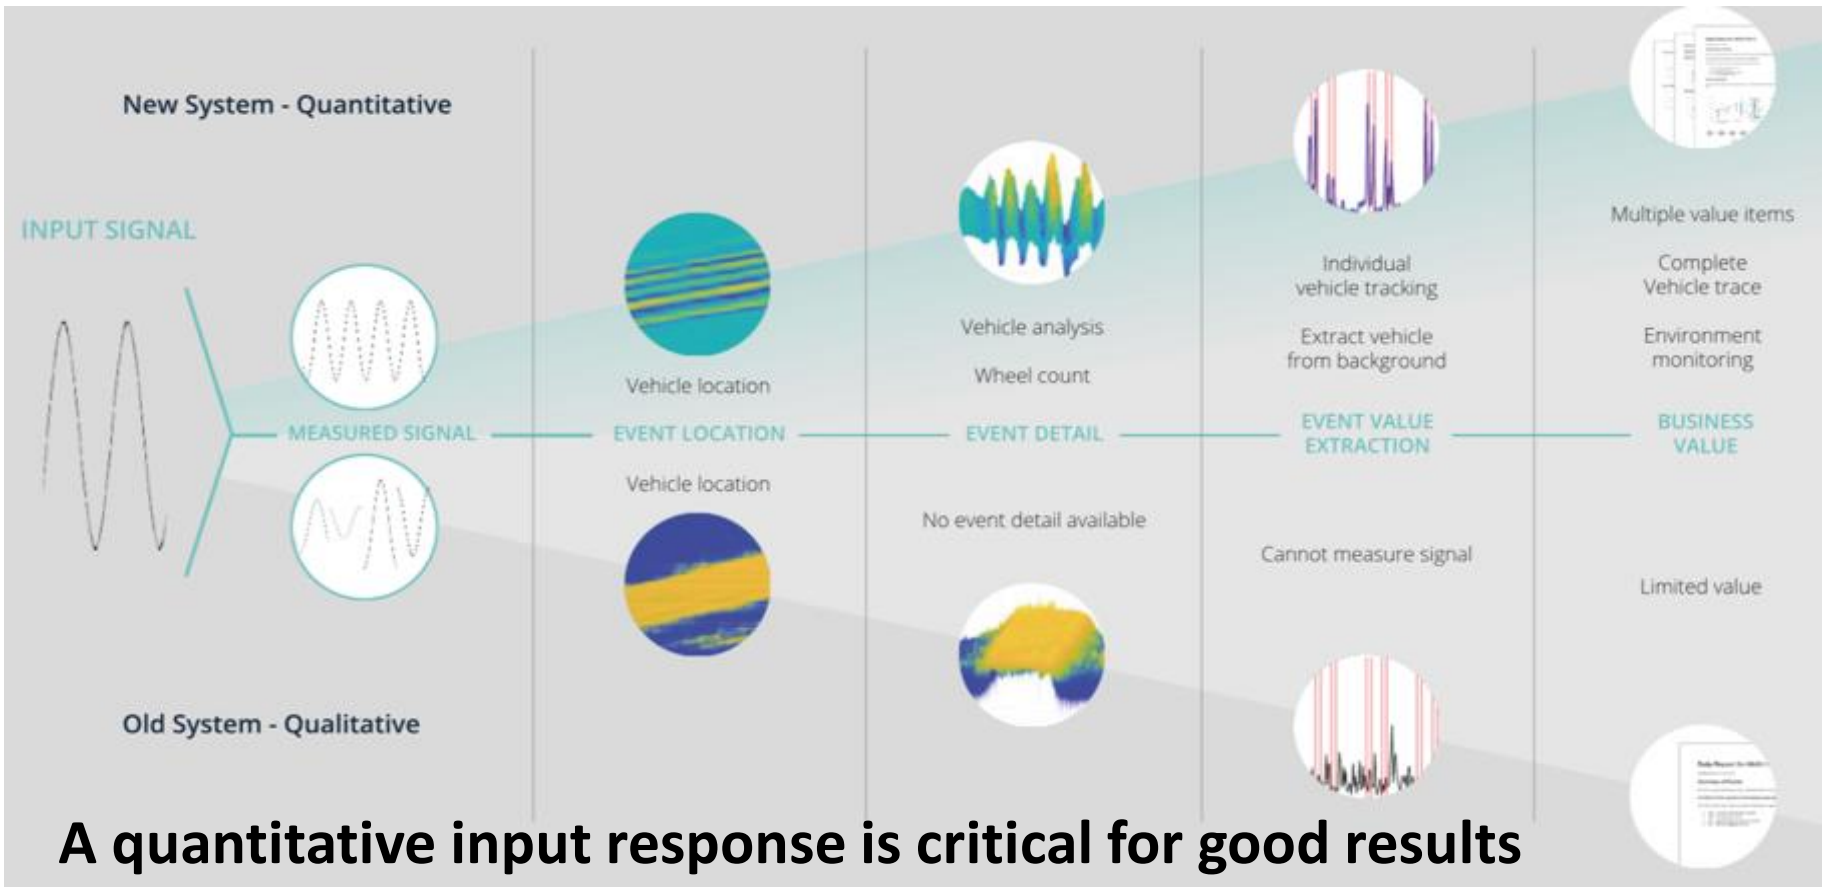 New System - Quantitative
INPUT SIGNAL
Multiple value items
Individual
vehicle tracking
Complete
Vehicle trace
Vehicle analysis
Extract vehicle
from background
Environment
monitoring
Vehicle location
Wheel count
MEASURED SIGNAL
EVENT LOCATION
EVENT DETAIL
EVENT VALUE
EXTRACTION
BUSINESS
VALUE
Vehicle location
No event detail available
Cannot measure signal
Limited value
Old System - Qualitative
A quantitative input response is critical for good results